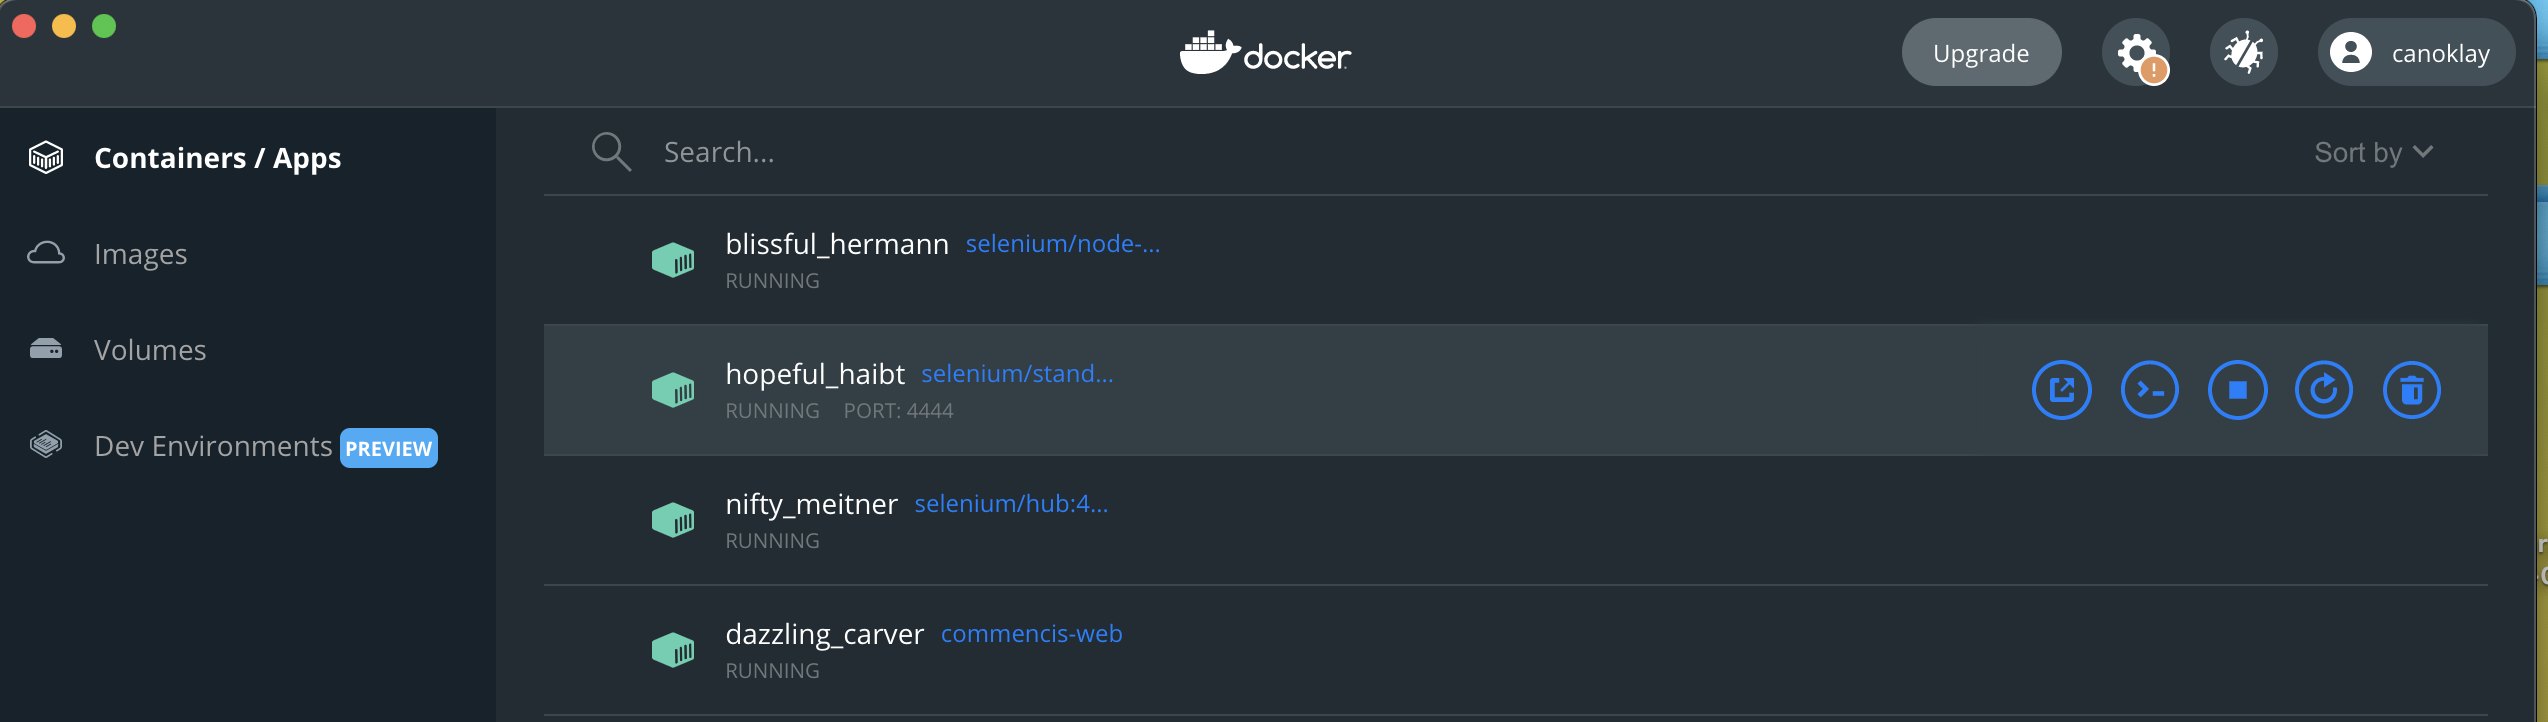 docker
Upgrade
canoklay
Containers / Apps
Images
Volumes
Dev Environments PREVIEW
Search...
Sort by
blissful_hermann selenium/node-...
RUNNING
hopeful_haibt selenium/stand...
RUNNING PORT: 4444
nifty_meitner selenium/hub:4...
RUNNING
dazzling_carver commencis-web
RUNNING